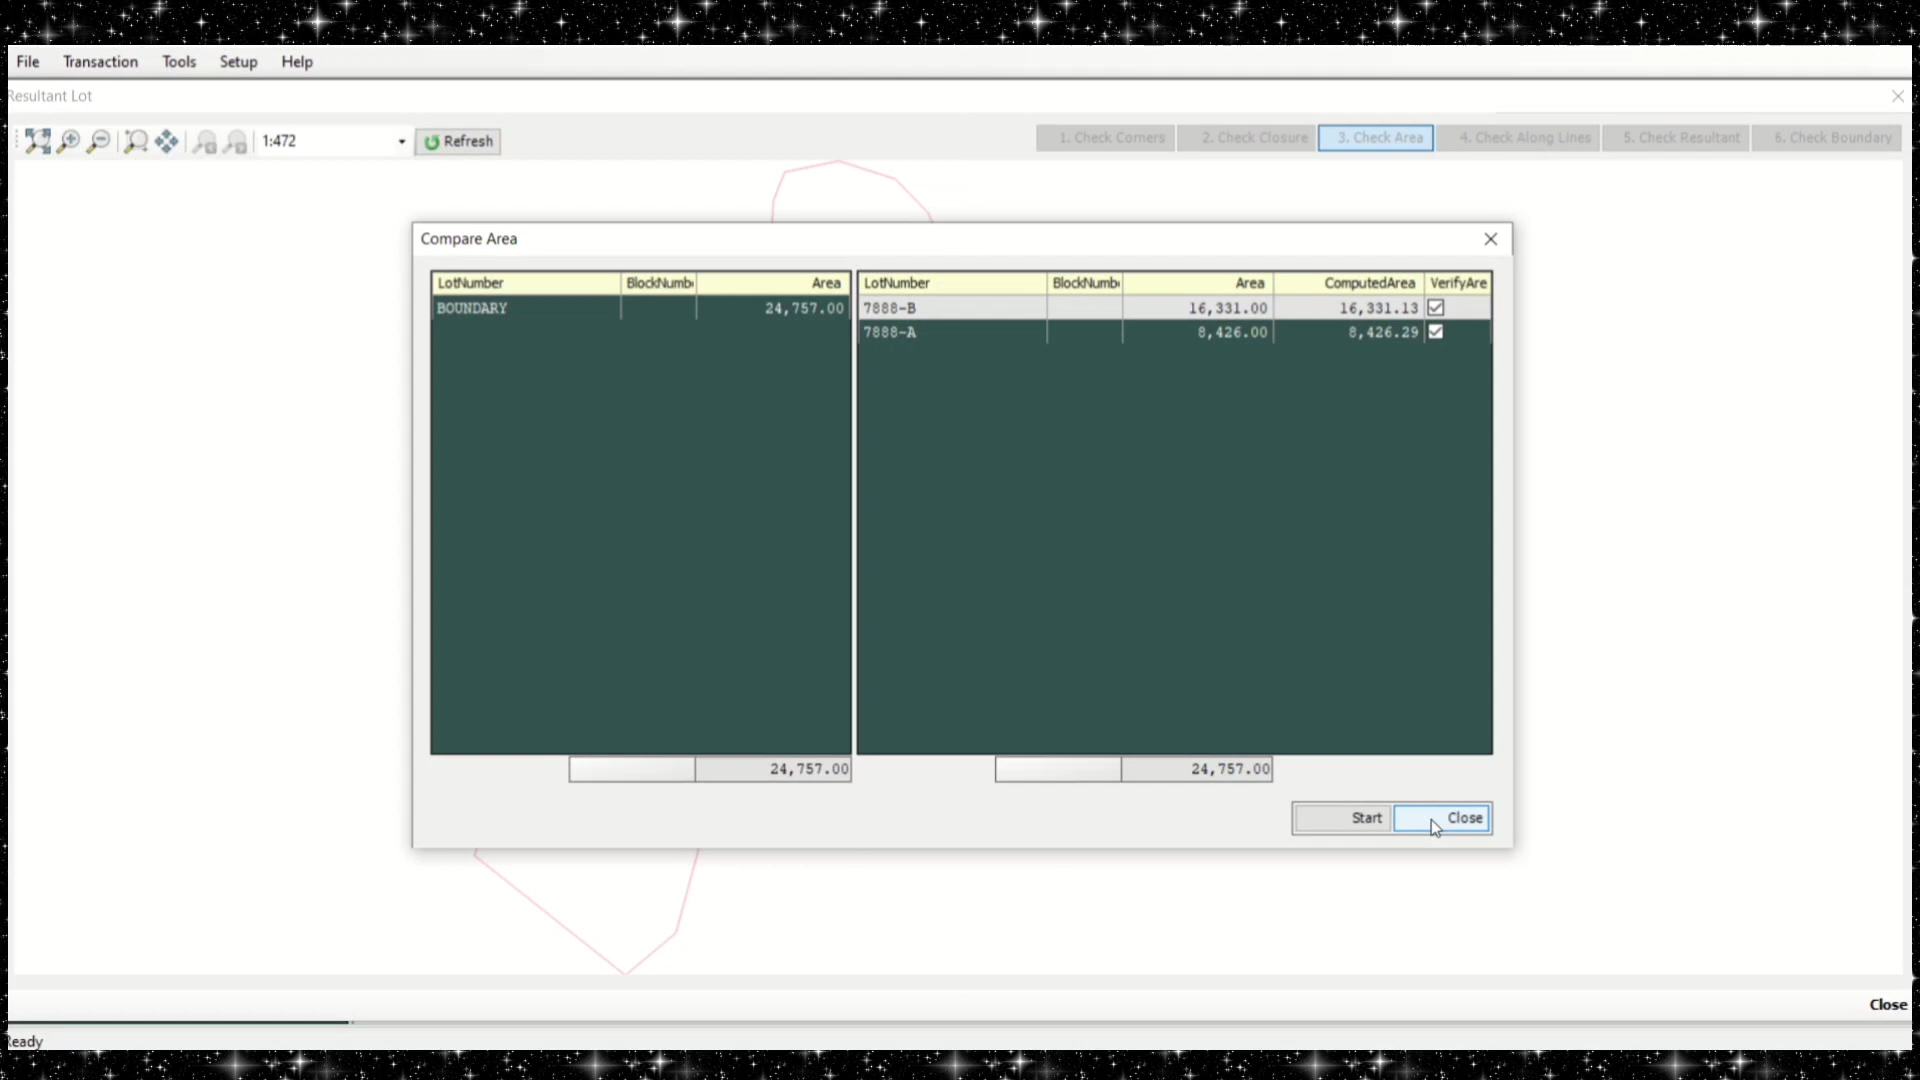 File Transaction Tools Setup Help
Resultant Lot
1:472 Refresh 1. Check Corners 2. Check Closure 3. Check Area 4. Check Along Lines 5. Check Resultant 6. Check Boundary
Compare Area
LotNumber BlockNumb Area LotNumber BlockNumb Area ComputedArea VerifyAre
BOUNDARY 24,757.00 7888-B 16,331.00 16,331.13
7888-A 8,426.00 8,426.29
24,757.00 24,757.00
Start Close
Close
Ready